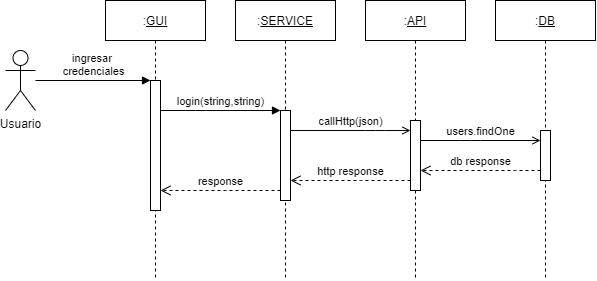 :GUI
:SERVICE
:API
:DB
ingresar
credenciales
Usuario
login(string,string)
callHttp(json)
users.findOne
db response
http response
response